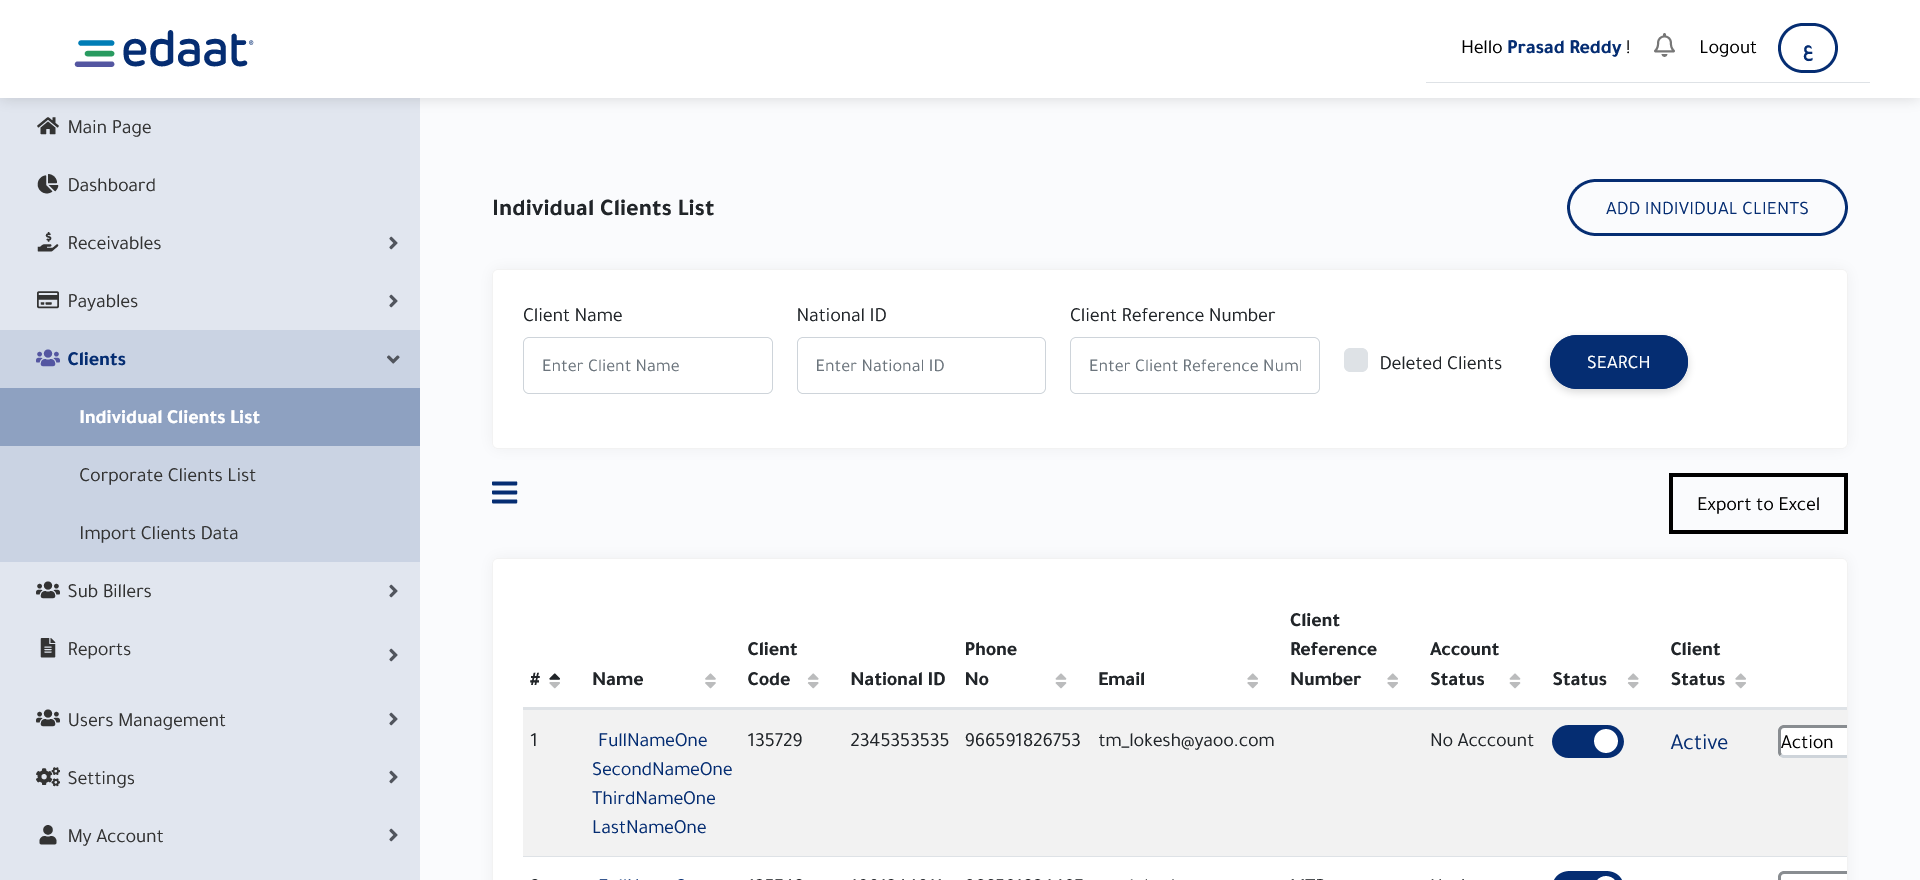 edaat
Hello Prasad Reddy !
Logout
ع
Main Page
Dashboard
Receivables
Payables
Clients
Individual Clients List
Corporate Clients List
Import Clients Data
Sub Billers
Reports
Users Management
Settings
My Account
Individual Clients List
ADD INDIVIDUAL CLIENTS
Client Name
National ID
Client Reference Number
Enter Client Name
Enter National ID
Enter Client Reference Num
Deleted Clients
SEARCH
Export to Excel
# Name Client Code National ID Phone No Email Client Reference Number Account Status Status Client Status
1 FullNameOne 135729 2345353535 966591826753 tm_lokesh@yaoo.com No Acccount Active Action
SecondNameOne
ThirdNameOne
LastNameOne